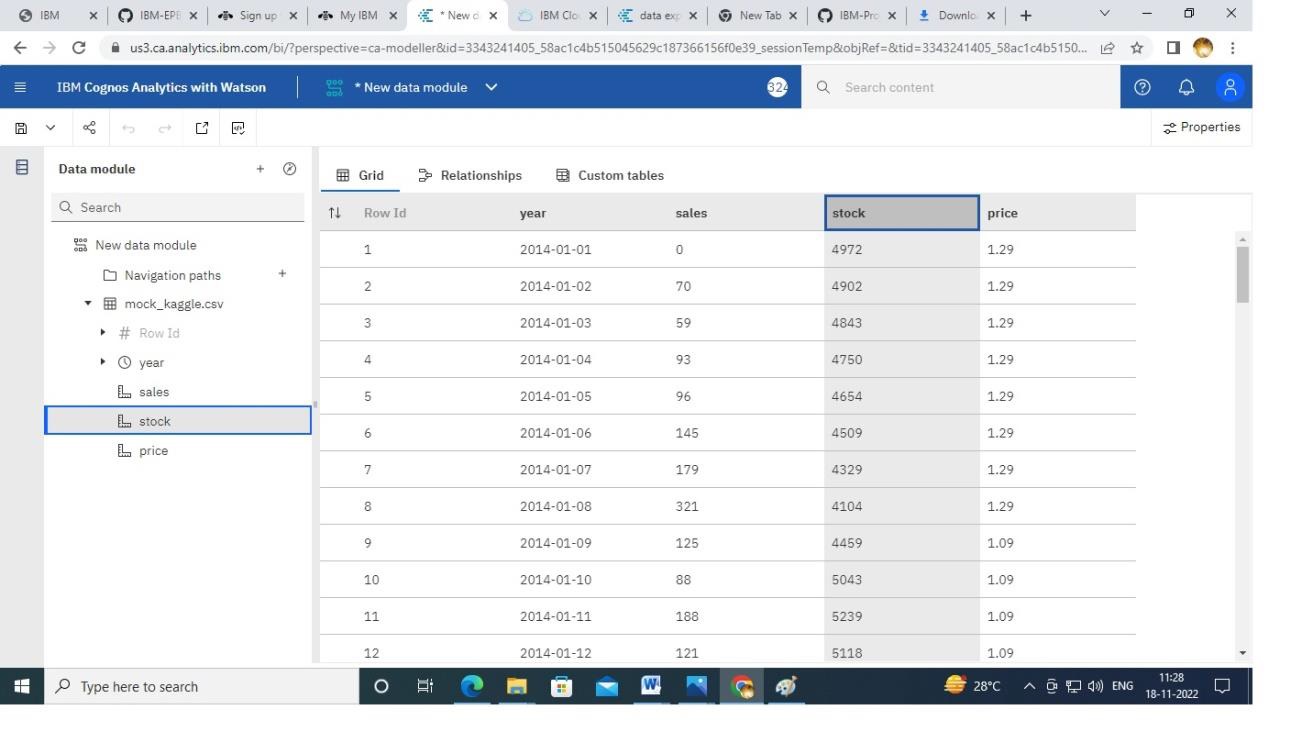 IBM
IBM-EPB
Sign up
My IBM
* New d
IBM Clo
data exp
New Tab
IBM-Pro
Downlo
us3.ca.analytics.ibm.com/bi/?perspective=ca-modeller&id=3343241405_58ac1c4b515045629c187366156f0e39_sessionTemp&objRef=&tid=3343241405_58ac1c4b5150...
IBM Cognos Analytics with Watson
* New data module
324
Search content
Properties
Data module
Search
New data module
Navigation paths
mock_kaggle.csv
# Row Id
year
sales
stock
price
Grid Relationships Custom tables
Row Id year sales stock price
1 2014-01-01 0 4972 1.29
2 2014-01-02 70 4902 1.29
3 2014-01-03 59 4843 1.29
4 2014-01-04 93 4750 1.29
5 2014-01-05 96 4654 1.29
6 2014-01-06 145 4509 1.29
7 2014-01-07 179 4329 1.29
8 2014-01-08 321 4104 1.29
9 2014-01-09 125 4459 1.09
10 2014-01-10 88 5043 1.09
11 2014-01-11 188 5239 1.09
12 2014-01-12 121 5118 1.09
Type here to search
28°C
ENG
11:28
18-11-2022